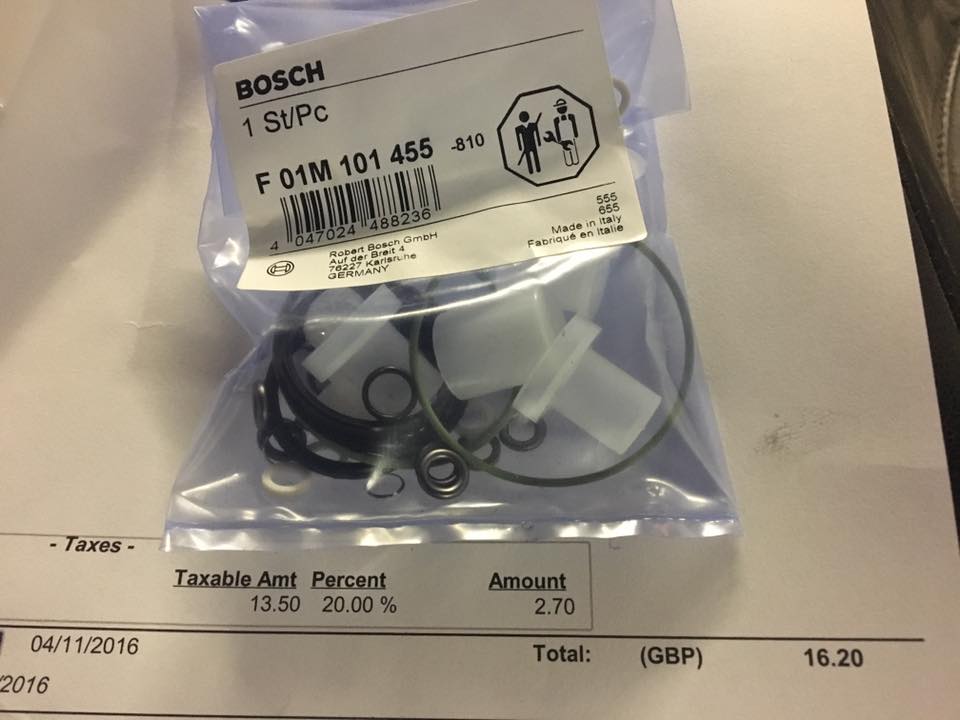 BOSCH
1 St/Pc
F 01M 101 455 -810
4 047024 488236
Robert Bosch GmbH
Auf der Breit 4
76227 Karlsruhe
GERMANY
555
655
Made in Italy
Fabriqué en Italie
- Taxes -
Taxable Amt Percent Amount
13.50 20.00 % 2.70
04/11/2016
Total: (GBP) 16.20
/2016